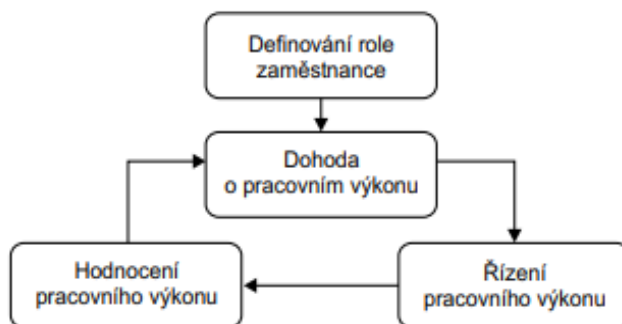 Definování role
zaměstnance
Dohoda
o pracovním výkonu
Hodnocení
pracovního výkonu
Řízení
pracovního výkonu